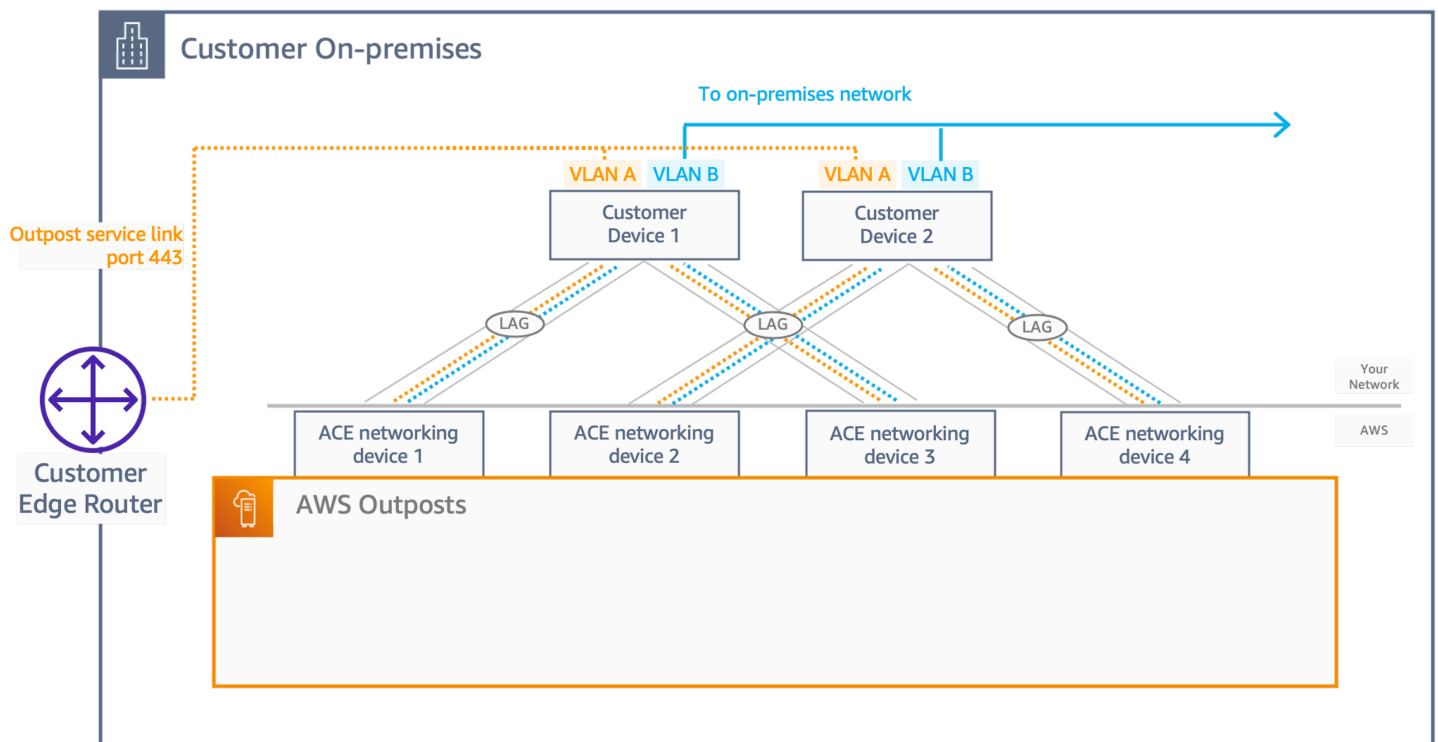 Customer On-premises
To on-premises network
VLAN A
VLAN B
VLAN A
VLAN B
Customer
Device 1
Customer
Device 2
Outpost service link
port 443
LAG
LAG
LAG
Your
Network
AWS
Customer
Edge Router
ACE networking
device 1
ACE networking
device 2
ACE networking
device 3
ACE networking
device 4
AWS Outposts